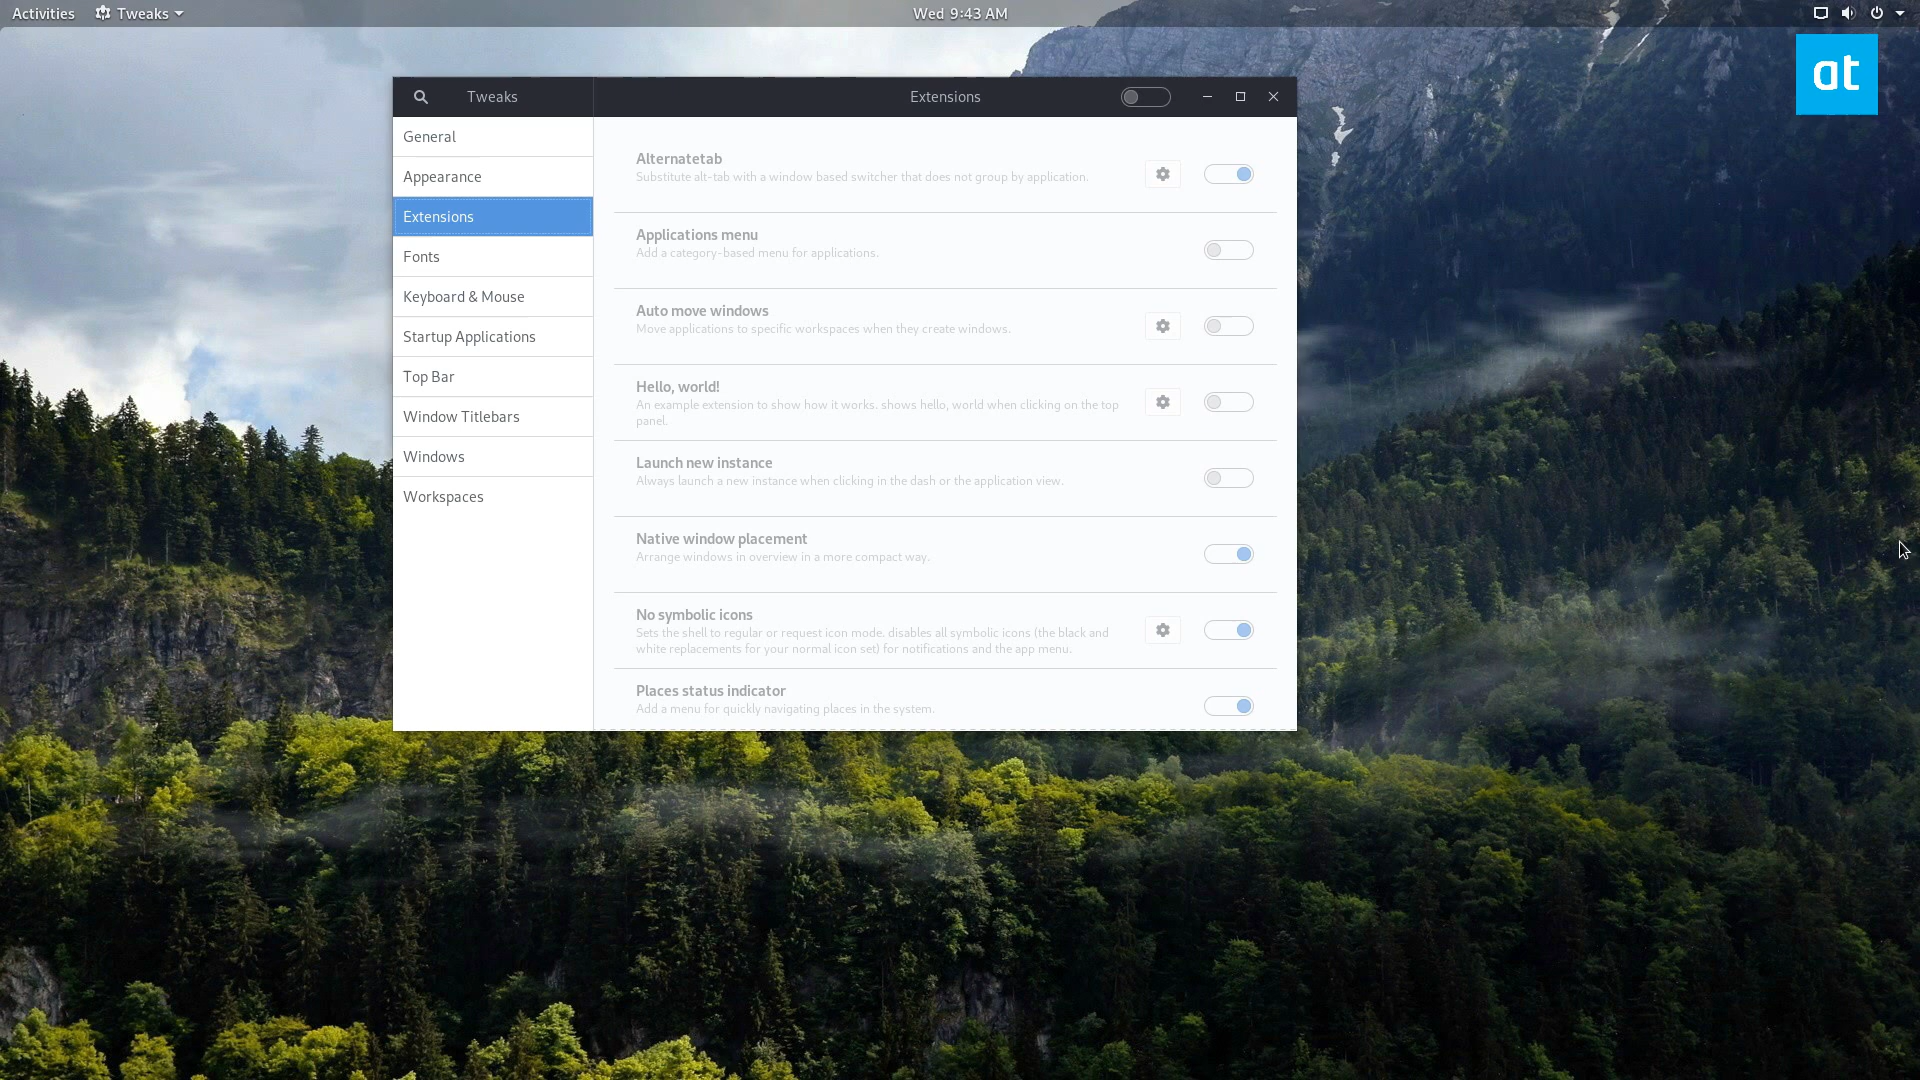 Activities
Tweaks
Wed 9:43 AM
at
Tweaks
Extensions
General
Appearance
Extensions
Fonts
Keyboard & Mouse
Startup Applications
Top Bar
Window Titlebars
Windows
Workspaces
Alternatetab
Substitute alt-tab with a window based switcher that does not group by application.
Applications menu
Add a category-based menu for applications.
Auto move windows
Move applications to specific workspaces when they create windows.
Hello, world!
An example extension to show how it works. shows hello, world when clicking on the top
panel.
Launch new instance
Always launch a new instance when clicking in the dash or the application view.
Native window placement
Arrange windows in overview in a more compact way.
No symbolic icons
Sets the shell to regular or request icon mode. disables all symbolic icons (the black and
white replacements for your normal icon set) for notifications and the app menu.
Places status indicator
Add a menu for quickly navigating places in the system.